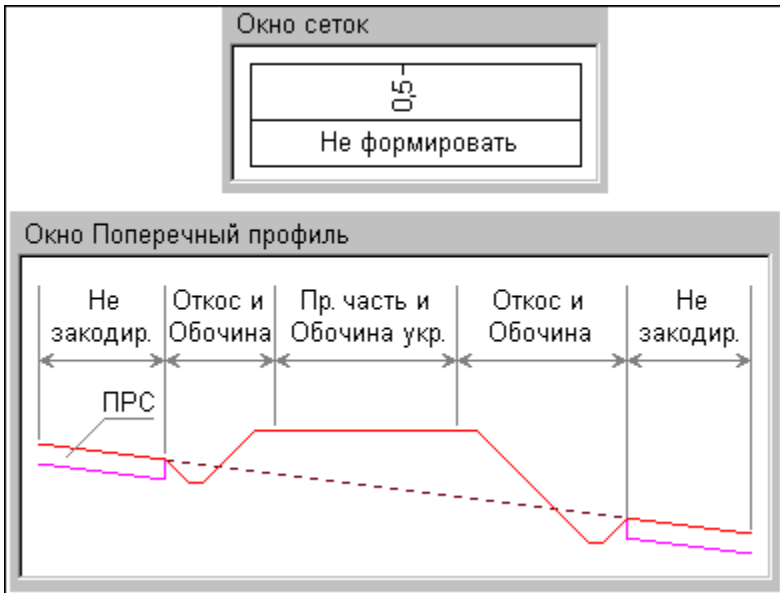 Окно сеток
0,5
Не формировать
Окно Поперечный профиль
Не закодир.
Откос и Обочина
Пр. часть и Обочина укр.
Откос и Обочина
Не закодир.
ПРС